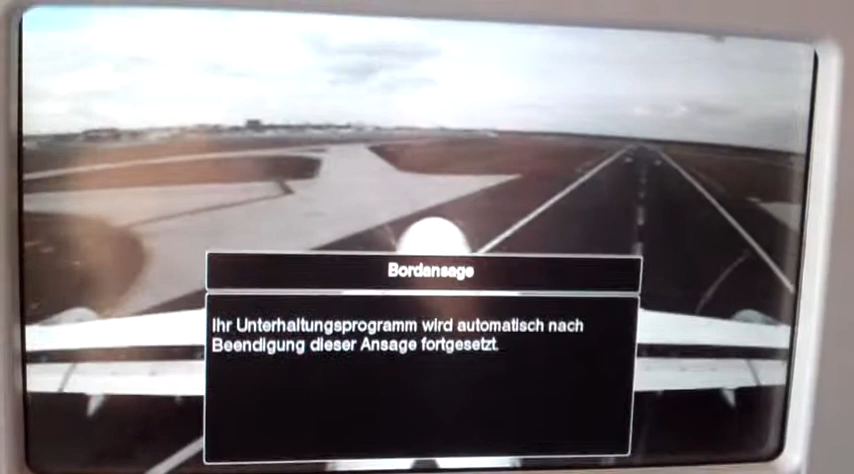 Bordansage
Ihr Unterhaltungsprogramm wird automatisch nach
Beendigung dieser Ansage fortgesetzt.